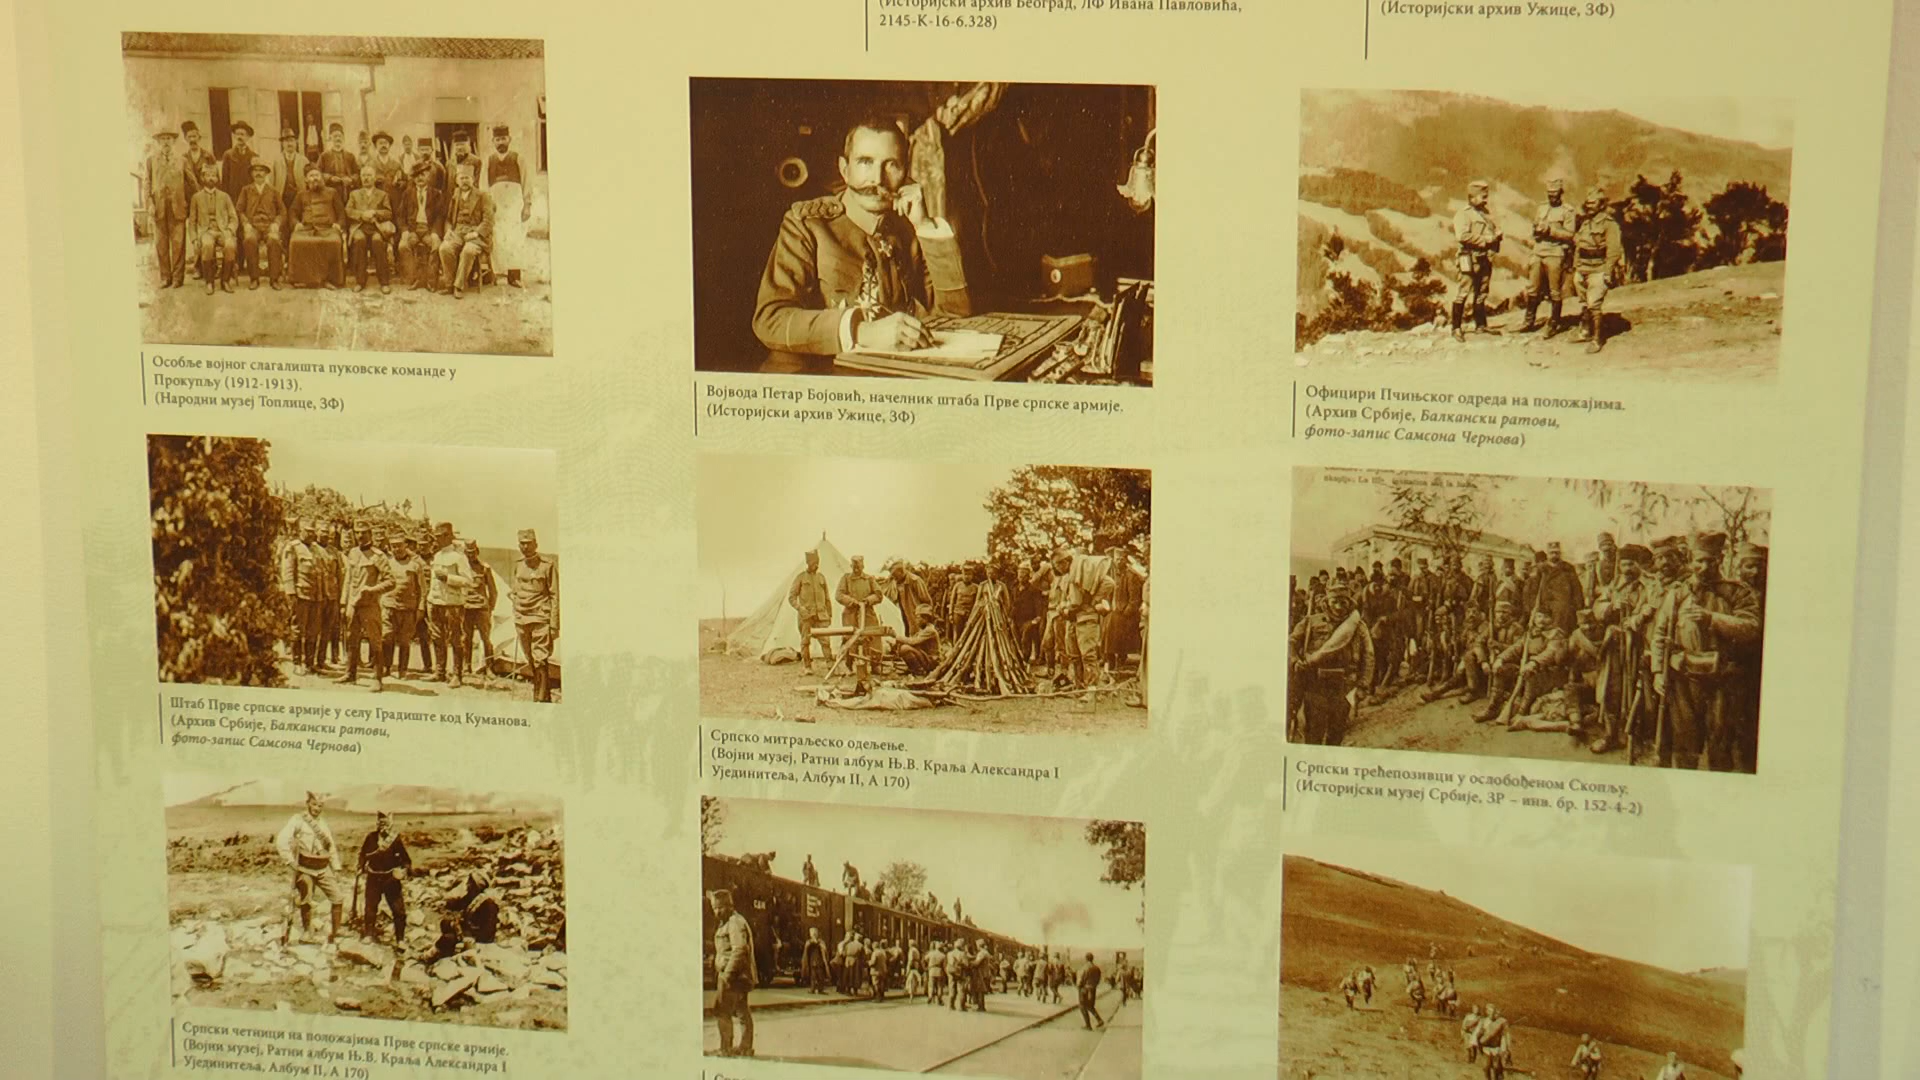 (Историјски архив Београд, ЛФ Ивана Павловића,
2145-К-16-6.328)
(Историјски архив Ужице, ЗФ)
Особље војног слагалишта пуковске команде у
Прокупљу (1912-1913).
(Народни музеј Топлице, ЗФ)
Војвода Петар Бојовић, начелник штаба Прве српске армије.
(Историјски архив Ужице, ЗФ)
Официри Пчињског одреда на положајима.
(Архив Србије, Балкански ратови,
фото-запис Самсона Чернова)
Штаб Прве српске армије у селу Градиште код Куманова.
(Архив Србије, Балкански ратови,
фото-запис Самсона Чернова)
Српско митраљеско одељење.
(Војни музеј, Ратни албум Њ.В. Краља Александра I
Ујединитеља, Албум II, А 170)
Српски трећепозивци у ослобођеном Скопљу.
(Историјски музеј Србије, ЗР – инв. бр. 152-4-2)
Српски четници на положајима Прве српске армије.
(Војни музеј, Ратни албум Њ.В. Краља Александра I
Ујединитеља, Албум II, А 170)